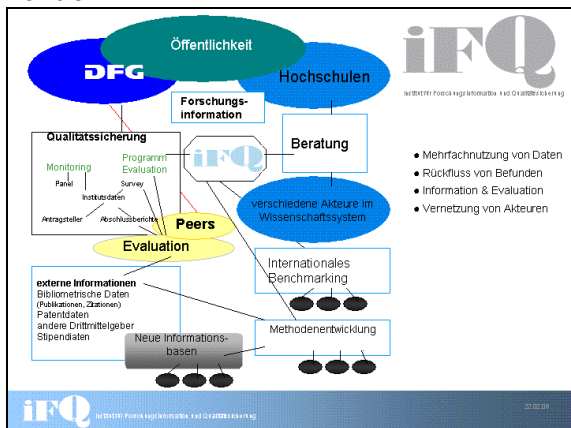 Öffentlichkeit
DFG
Hochschulen
iFQ
Institut für Forschungsinformation und Qualitätssicherung
Forschungs-
information
Qualitätssicherung
Monitoring
Programm
Evaluation
iFQ
Beratung
Panel
Survey
Institutsdaten
Antragsteller
Abschlussberichte
Peers
Evaluation
verschiedene Akteure im
Wissenschaftssystem
Mehrfachnutzung von Daten
Rückfluss von Befunden
Information & Evaluation
Vernetzung von Akteuren
externe Informationen
Bibliometrische Daten
(Publikationen, Zitationen)
Patentdaten
andere Drittmittelgeber
Stipendiaten
Internationales
Benchmarking
Methodenentwicklung
Neue Informations-
basen
iFQ
Institut für Forschungsinformation und Qualitätssicherung